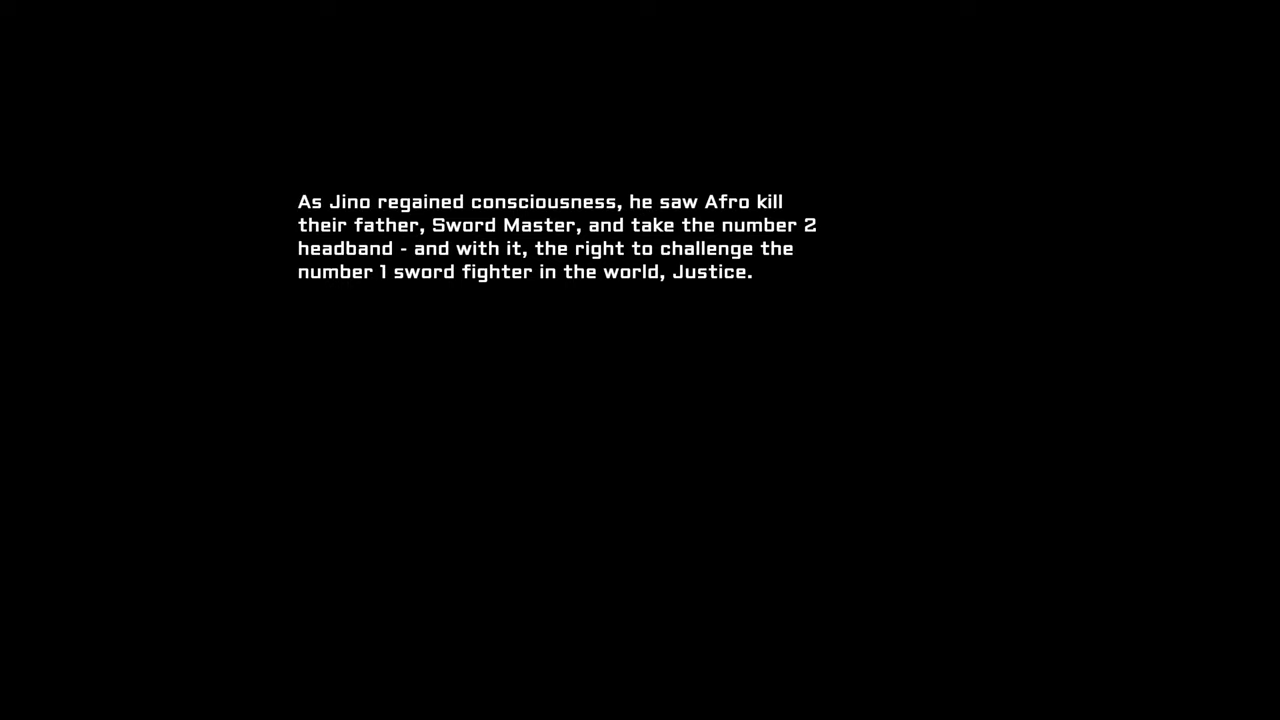 As Jino regained consciousness, he saw Afro kill
their father, Sword Master, and take the number 2
headband - and with it, the right to challenge the
number 1 sword fighter in the world, Justice.